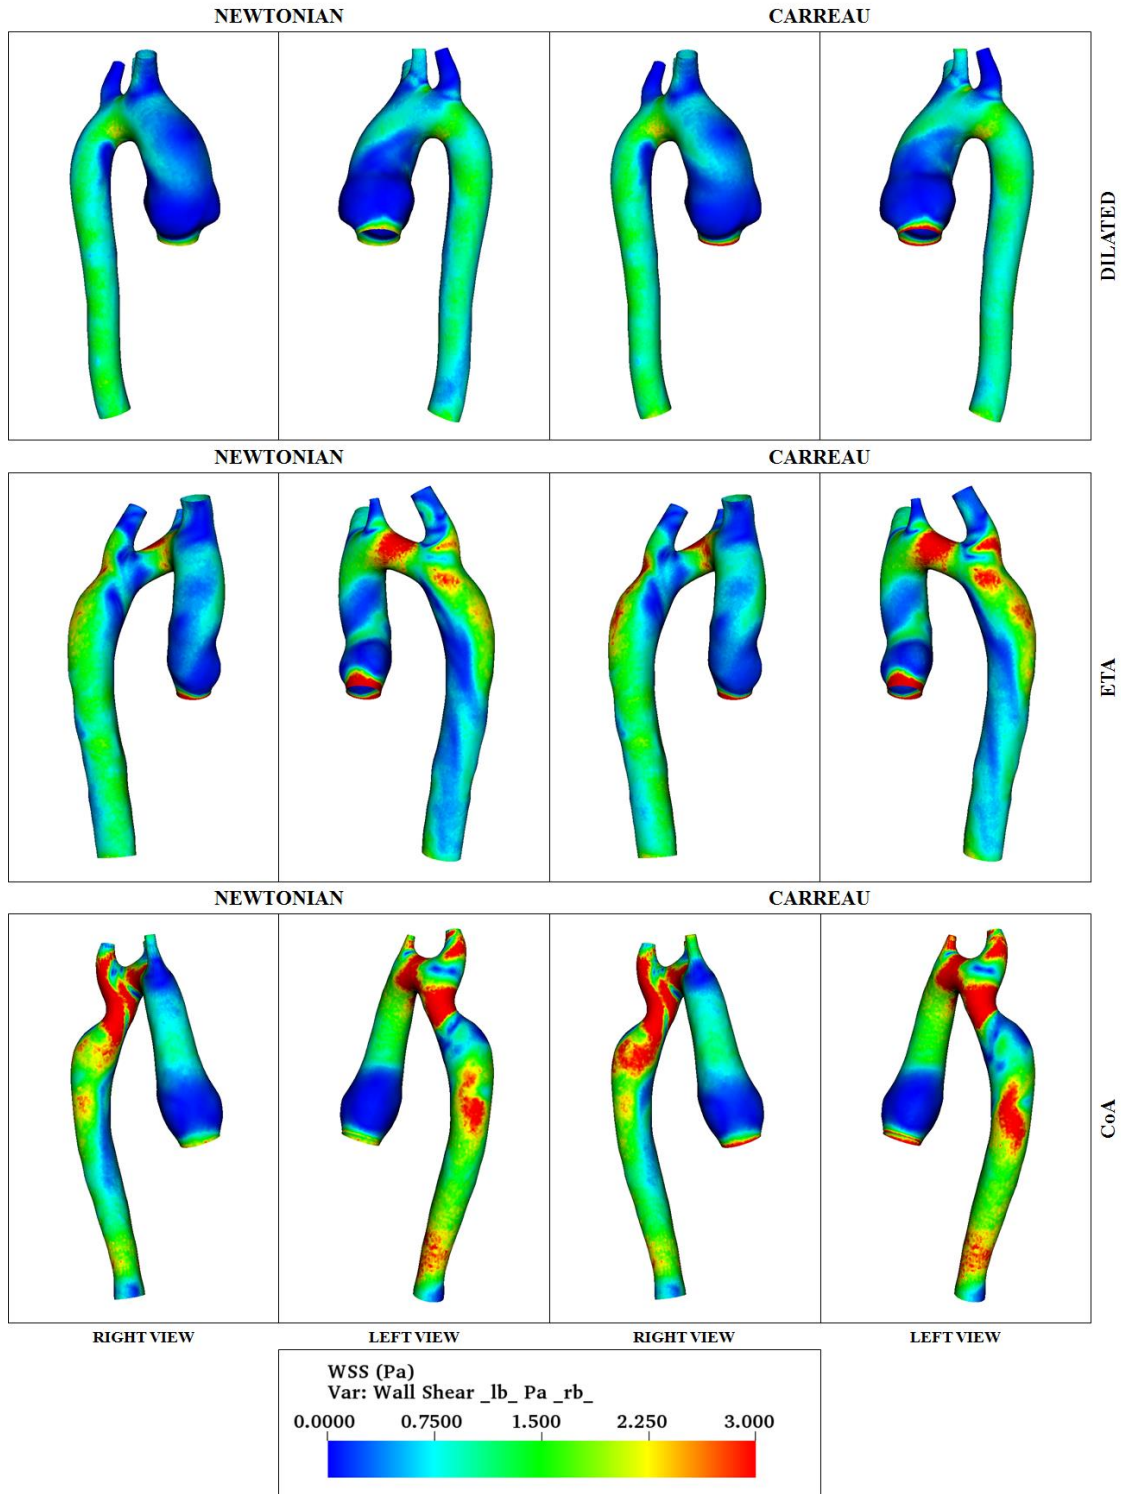 NEWTONIAN CARREAU
DILATED
NEWTONIAN CARREAU
ETA
NEWTONIAN CARREAU
CoA
RIGHT VIEW LEFT VIEW RIGHT VIEW LEFT VIEW
WSS (Pa)
Var: Wall Shear _lb_ Pa _rb_
0.0000 0.7500 1.500 2.250 3.000